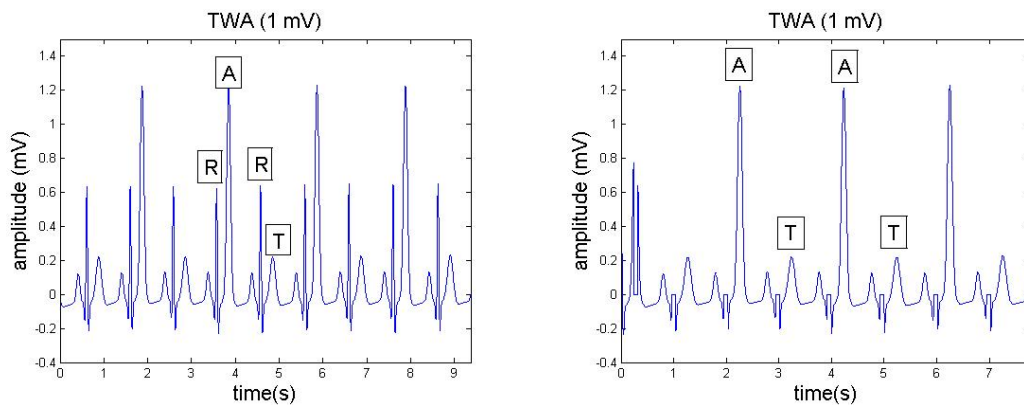 TWA (1 mV)
1.4
1.2
1
0.8
0.6
0.4
0.2
0
-0.2
-0.4
amplitude (mV)
A
R
R
T
0 1 2 3 4 5 6 7 8 9
time(s)
TWA (1 mV)
1.4
1.2
1
0.8
0.6
0.4
0.2
0
-0.2
-0.4
amplitude (mV)
A A
T T
0 1 2 3 4 5 6 7
time(s)